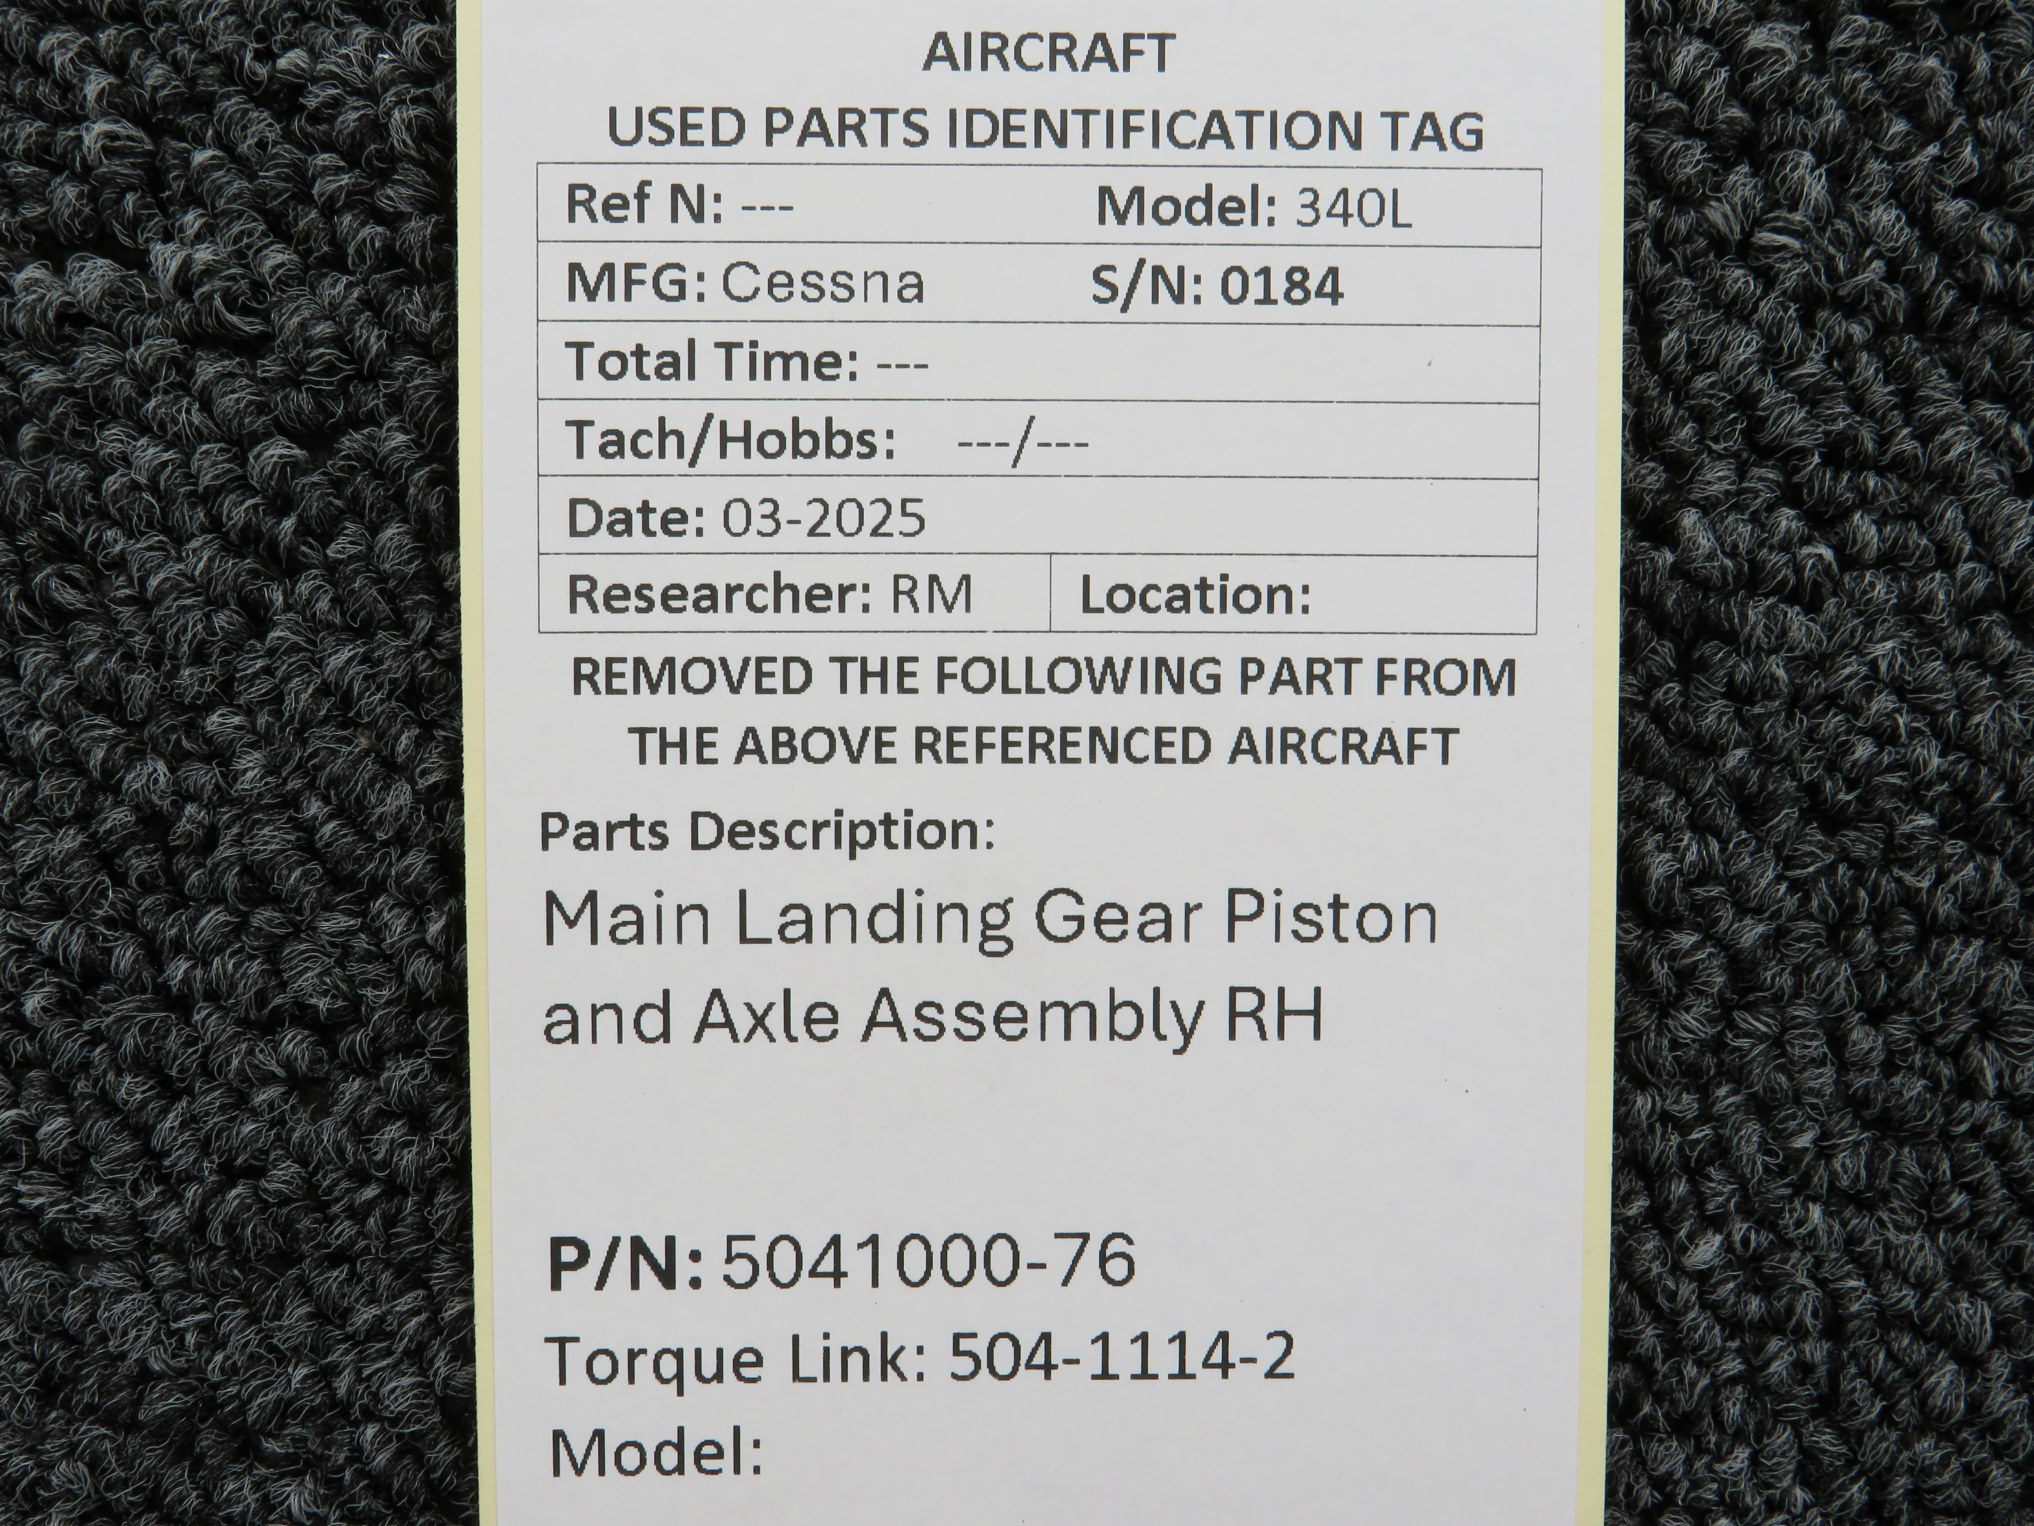 AIRCRAFT
USED PARTS IDENTIFICATION TAG
Ref N: --- Model: 340L
MFG: Cessna S/N: 0184
Total Time: ---
Tach/Hobbs: ---/---
Date: 03-2025
Researcher: RM Location:
REMOVED THE FOLLOWING PART FROM
THE ABOVE REFERENCED AIRCRAFT
Parts Description:
Main Landing Gear Piston
and Axle Assembly RH
P/N: 5041000-76
Torque Link: 504-1114-2
Model: